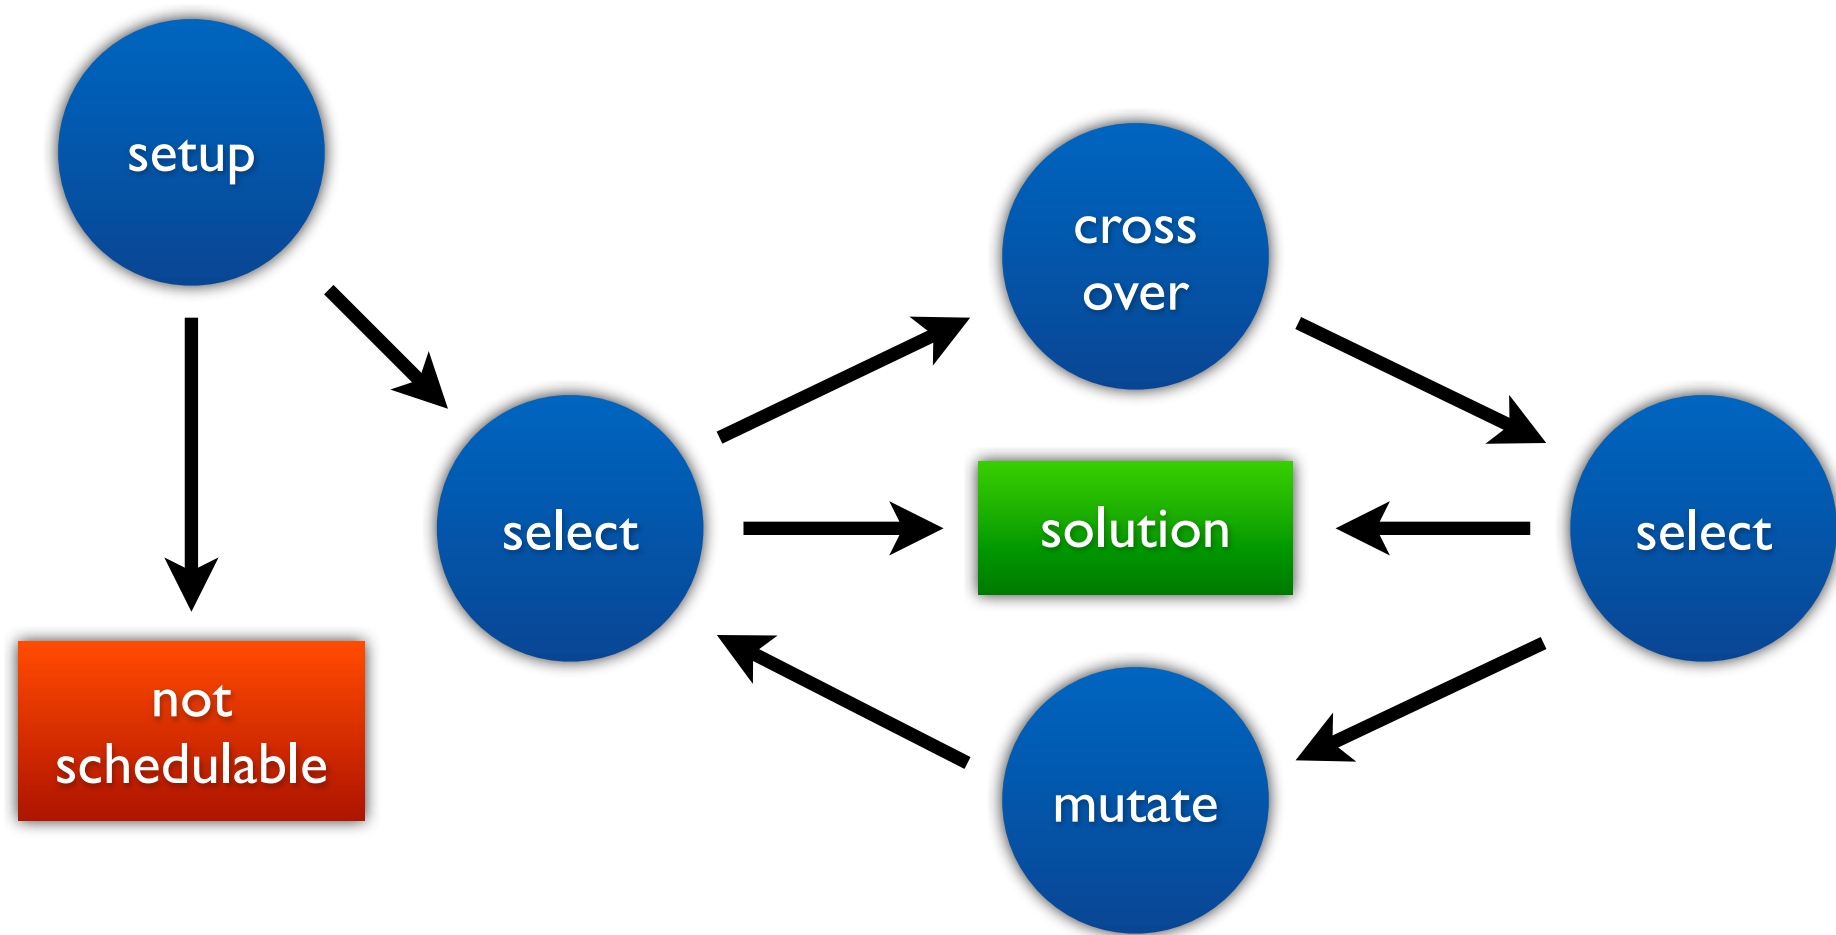 setup
cross
over
select
solution
select
not
schedulable
mutate